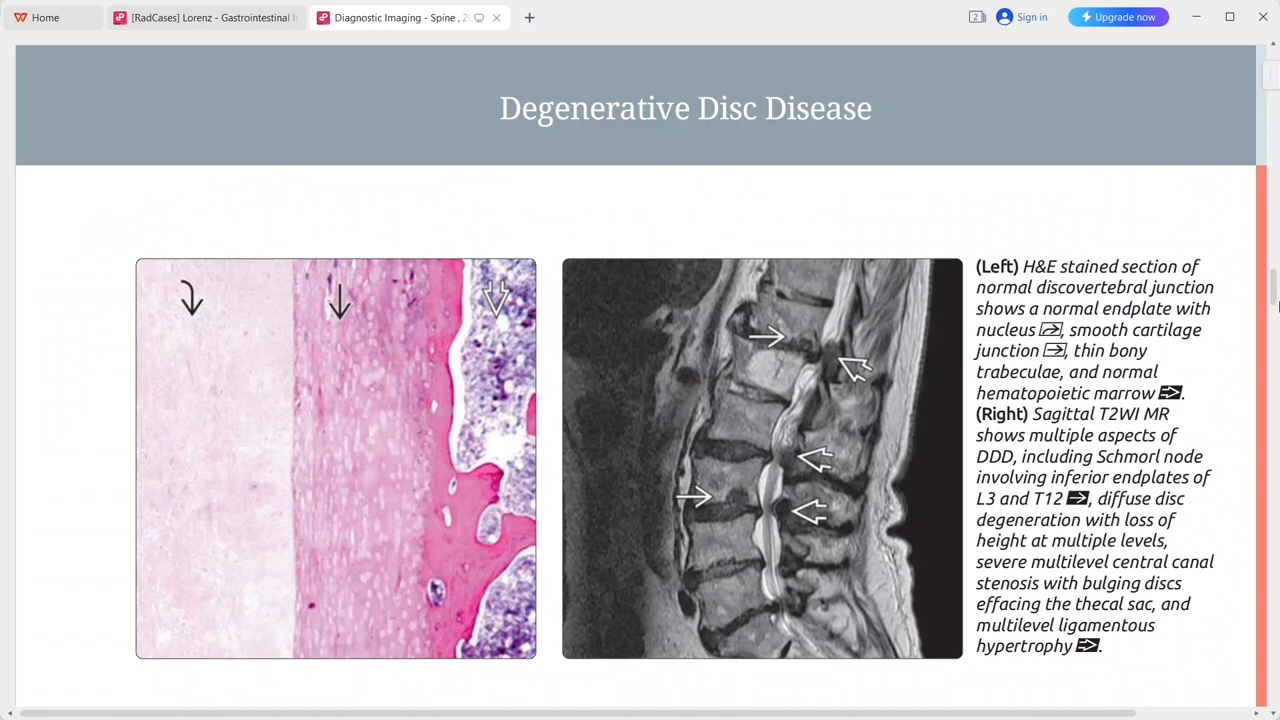 Home
[RadCases] Lorenz - Gastrointestinal
Diagnostic Imaging - Spine ,
2
Sign in
Upgrade now
Degenerative Disc Disease
(Left) H&E stained section of
normal discovertebral junction
shows a normal endplate with
nucleus, smooth cartilage
junction, thin bony
trabeculae, and normal
hematopoietic marrow.
(Right) Sagittal T2WI MR
shows multiple aspects of
DDD, including Schmorl node
involving inferior endplates of
L3 and T12, diffuse disc
degeneration with loss of
height at multiple levels,
severe multilevel central canal
stenosis with bulging discs
effacing the thecal sac, and
multilevel ligamentous
hypertrophy.